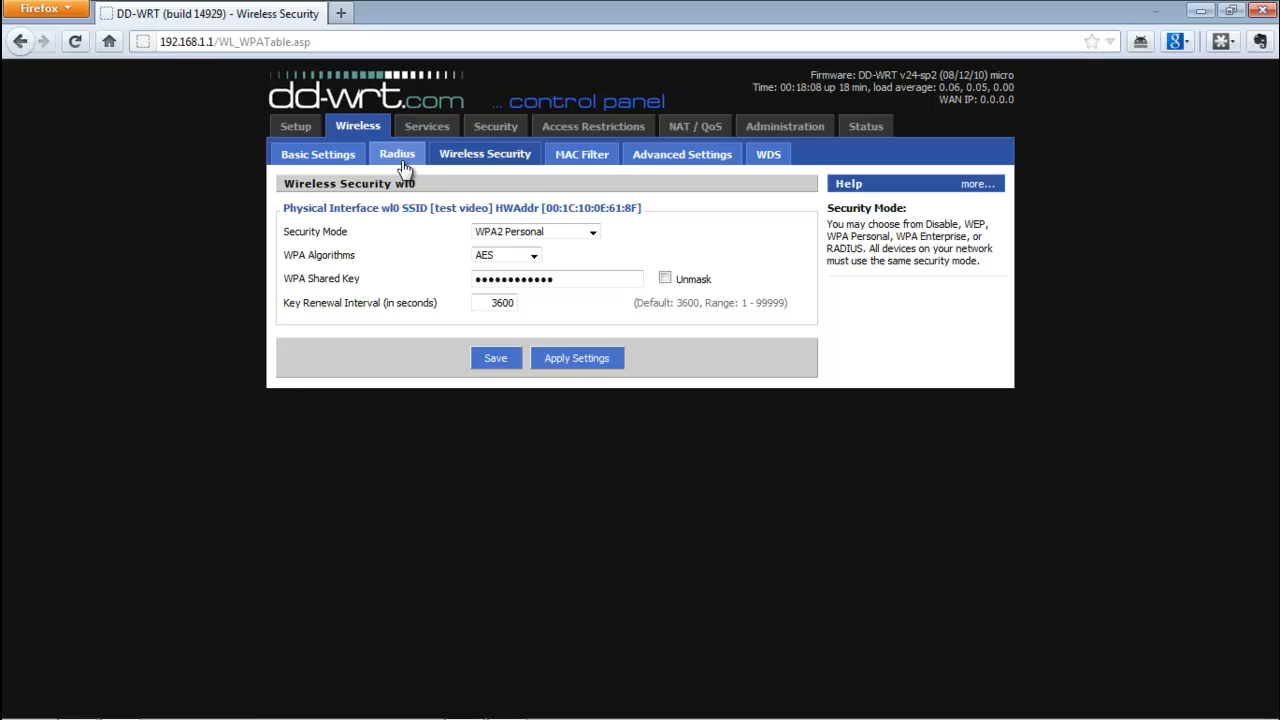 Firefox
DD-WRT (build 14929) - Wireless Security
192.168.1.1/WL_WPATable.asp
dd-wrt.com ... control panel
Firmware: DD-WRT v24-sp2 (08/12/10) micro
Time: 00:18:08 up 18 min, load average: 0.06, 0.05, 0.00
WAN IP: 0.0.0.0
Setup Wireless Services Security Access Restrictions NAT / QoS Administration Status
Basic Settings Radius Wireless Security MAC Filter Advanced Settings WDS
Wireless Security wl0
Physical Interface wl0 SSID [test video] HWAddr [00:1C:10:0E:61:8F]
Security Mode WPA2 Personal
WPA Algorithms AES
WPA Shared Key •••••••••••• Unmask
Key Renewal Interval (in seconds) 3600 (Default: 3600, Range: 1 - 99999)
Save Apply Settings
Help more...
Security Mode:
You may choose from Disable, WEP,
WPA Personal, WPA Enterprise, or
RADIUS. All devices on your network
must use the same security mode.